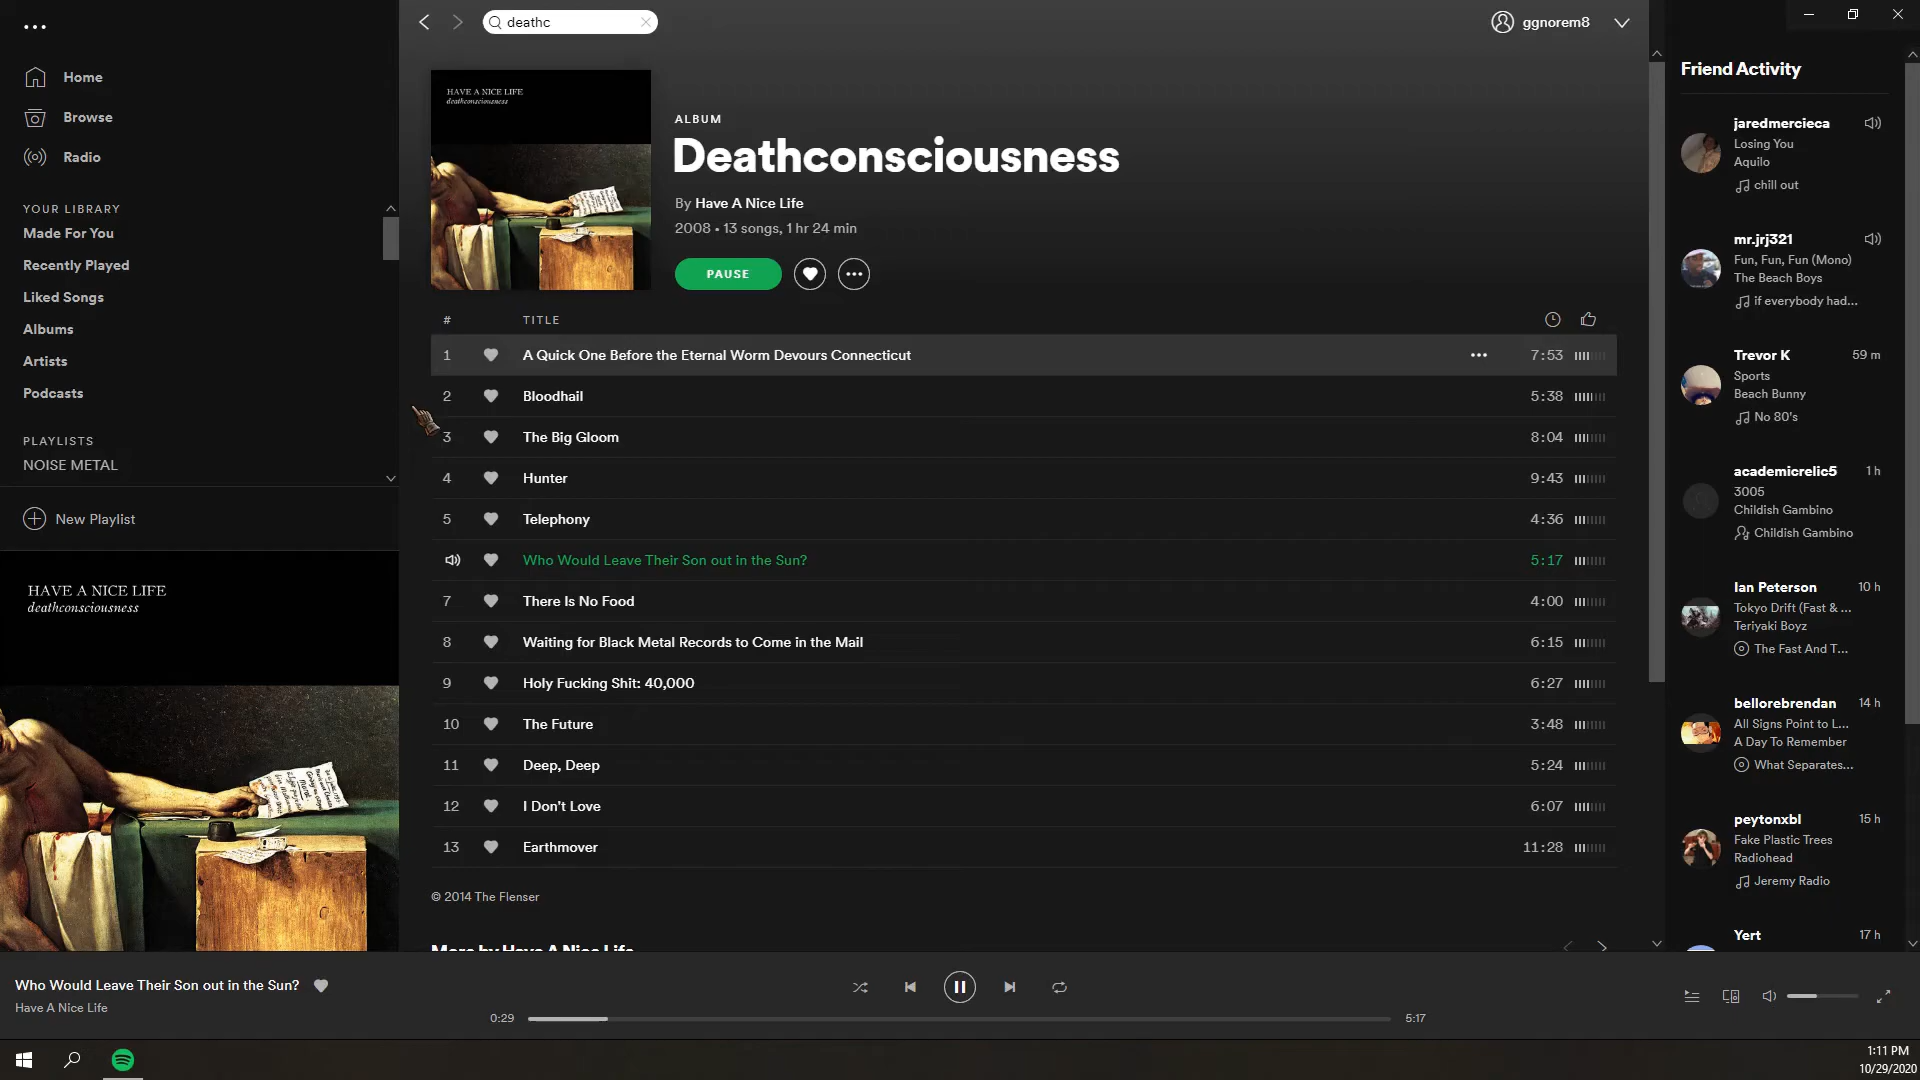 deathc
ggnorem8
Home
Browse
Radio
YOUR LIBRARY
Made For You
Recently Played
Liked Songs
Albums
Artists
Podcasts
PLAYLISTS
NOISE METAL
New Playlist
HAVE A NICE LIFE
deathconsciousness
HAVE A NICE LIFE
deathconsciousness
ALBUM
Deathconsciousness
By Have A Nice Life
2008 • 13 songs, 1 hr 24 min
PAUSE
# TITLE
1 A Quick One Before the Eternal Worm Devours Connecticut 7:53
2 Bloodhail 5:38
3 The Big Gloom 8:04
4 Hunter 9:43
5 Telephony 4:36
Who Would Leave Their Son out in the Sun? 5:17
7 There Is No Food 4:00
8 Waiting for Black Metal Records to Come in the Mail 6:15
9 Holy Fucking Shit: 40,000 6:27
10 The Future 3:48
11 Deep, Deep 5:24
12 I Don't Love 6:07
13 Earthmover 11:28
© 2014 The Flenser
More by Have A Nice Life
Friend Activity
jaredmercieca
Losing You
Aquilo
chill out
mr.jrj321
Fun, Fun, Fun (Mono)
The Beach Boys
if everybody had...
Trevor K 59 m
Sports
Beach Bunny
No 80's
academicrelic5 1 h
3005
Childish Gambino
Childish Gambino
Ian Peterson 10 h
Tokyo Drift (Fast & ...
Teriyaki Boyz
The Fast And T...
bellorebrendan 14 h
All Signs Point to L...
A Day To Remember
What Separates...
peytonxbl 15 h
Fake Plastic Trees
Radiohead
Jeremy Radio
Yert 17 h
Who Would Leave Their Son out in the Sun?
Have A Nice Life
0:29
5:17
1:11 PM
10/29/2020